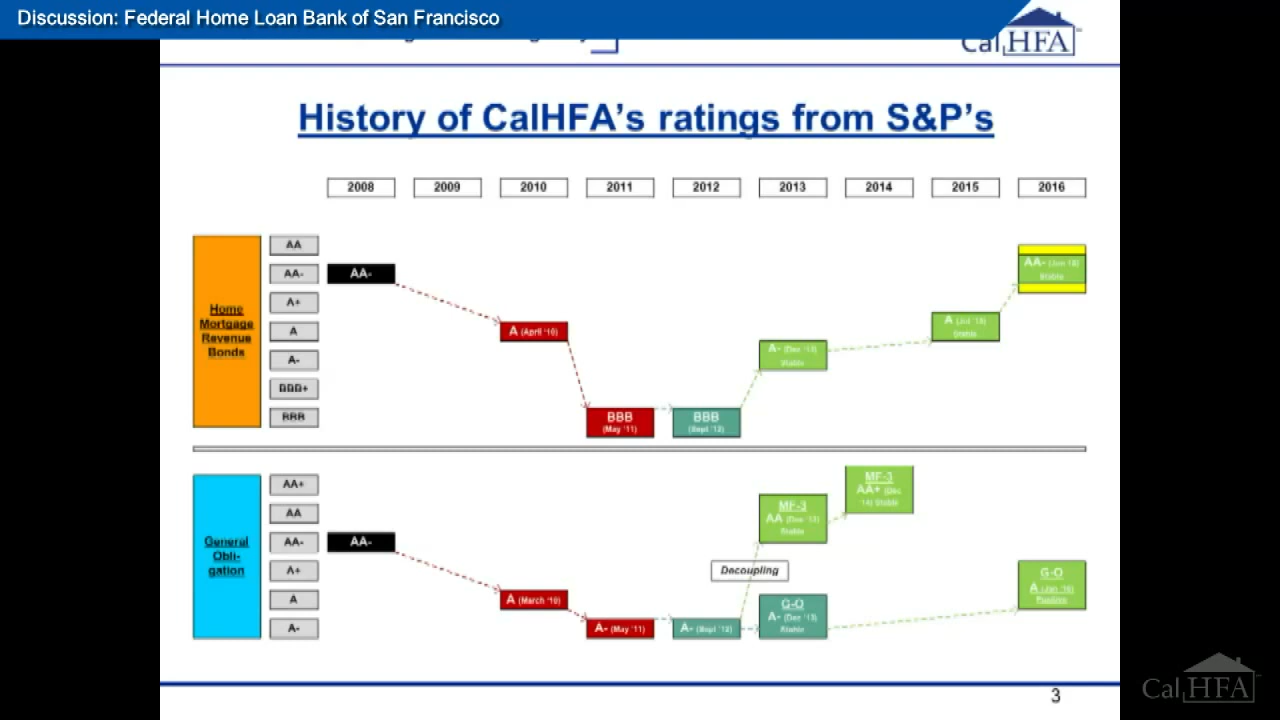 Discussion: Federal Home Loan Bank of San Francisco
CalHFA
History of CalHFA's ratings from S&P's
2008 2009 2010 2011 2012 2013 2014 2015 2016
Home
Mortgage
Revenue
Bonds
AA
AA-
A+
A
A-
BBB+
BBB
AA-
A (April '10)
BBB
(May '11)
BBB
(Sept '12)
A- (Dec '13)
Stable
A
Stable
AA-
Stable
General
Obli-
gation
AA+
AA
AA-
A+
A
A-
AA-
A (March '10)
A- (May '11)
A- (Sept '12)
Decoupling
MF-3
AA (Dec '13)
Stable
G-O
A- (Dec '13)
Stable
MF-3
AA+ (Dec
'14) Stable
G-O
A
3
CalHFA